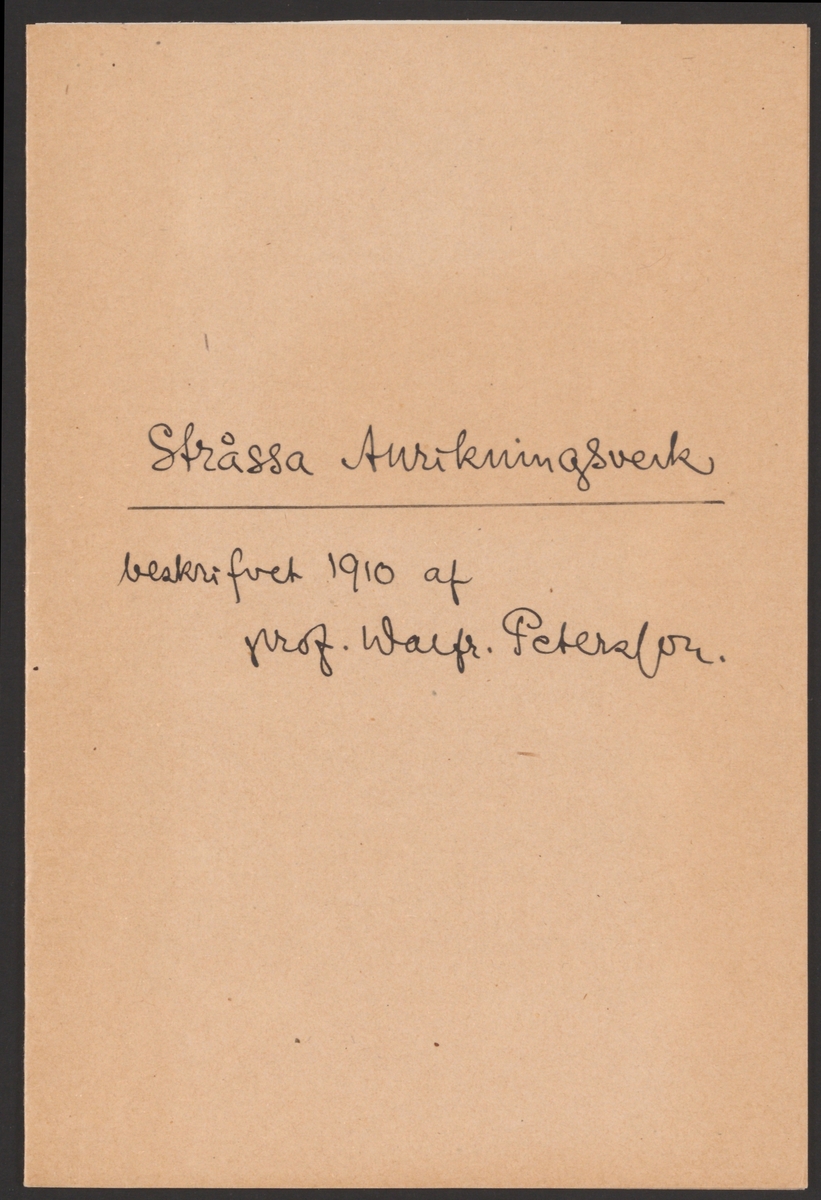 Stråssa Anrikningsverk
beskrifvet 1910 af
prof. Walfr. Petersson.